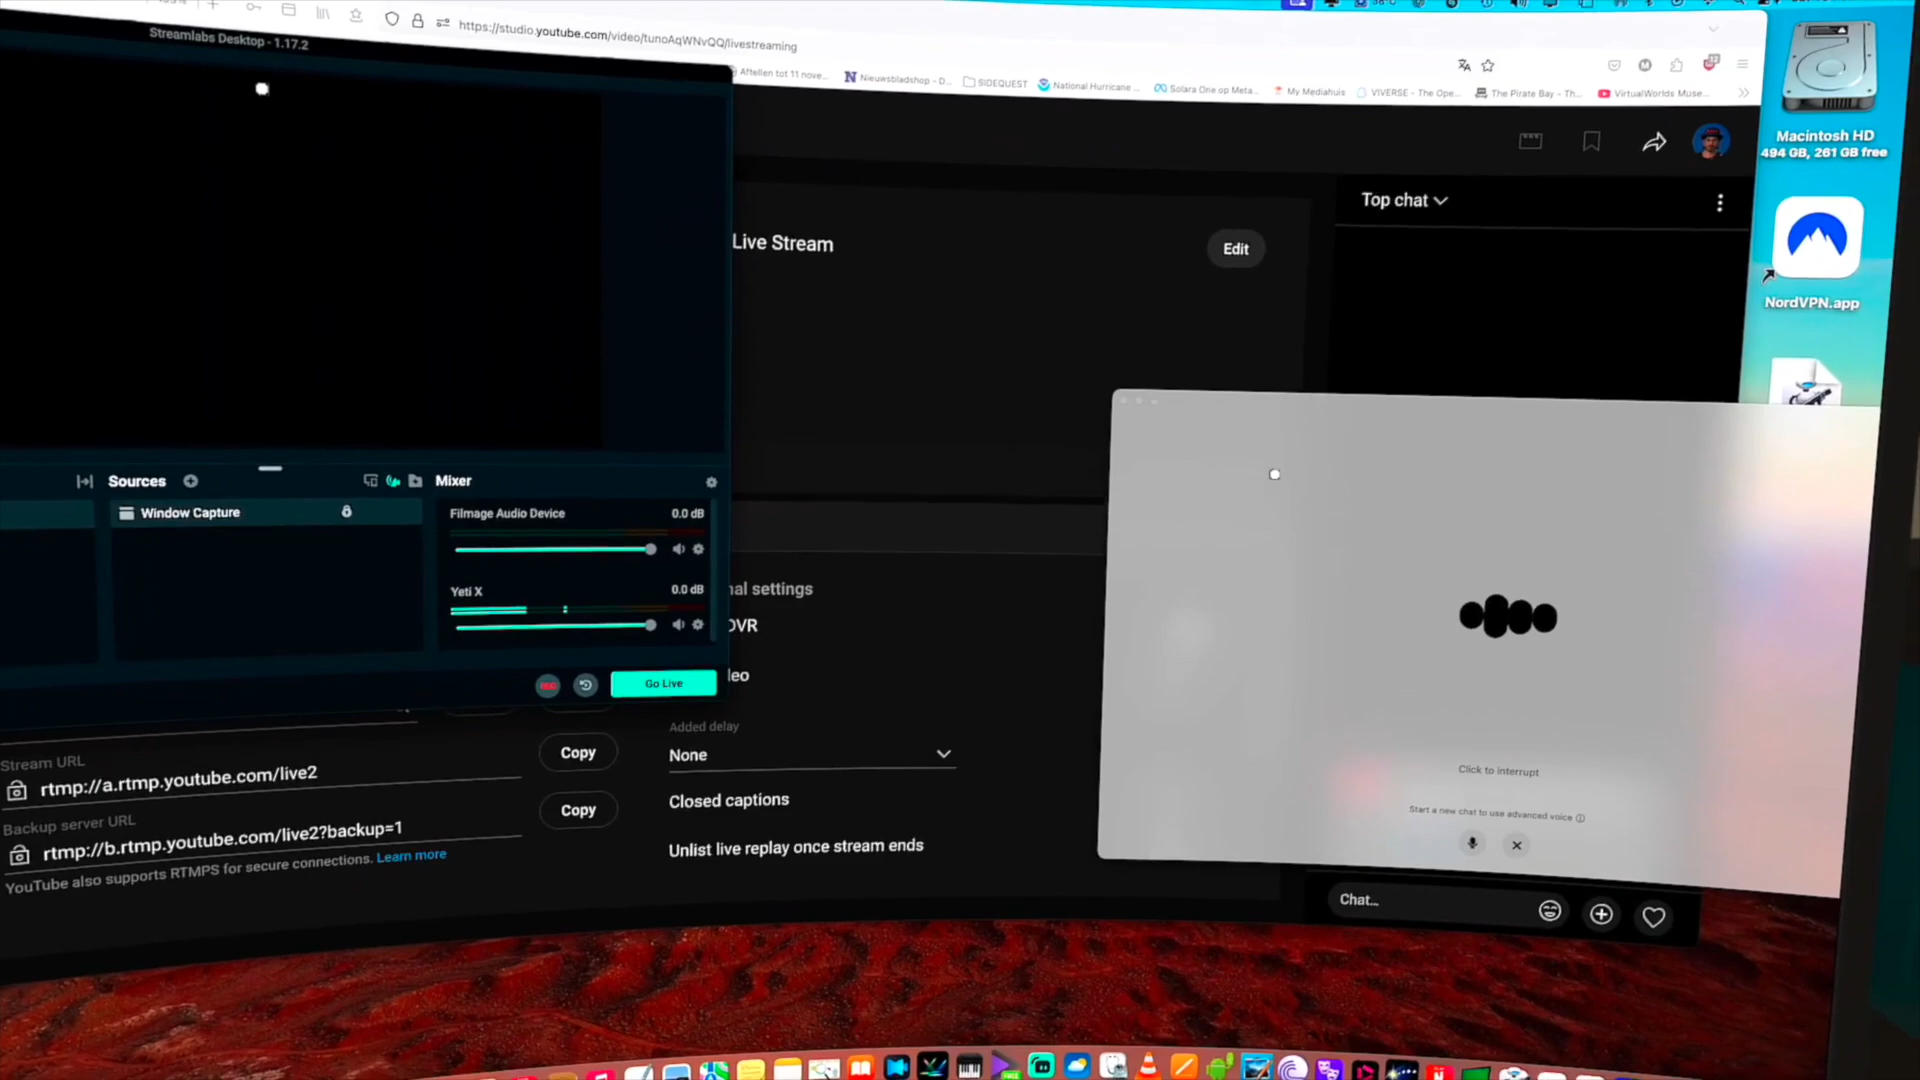 Streamlabs Desktop - 1.17.2
https://studio.youtube.com/video/tunoAqWNvQQ/livestreaming
Aftellen tot 11 nove...
Nieuwsbladshop - D...
SIDEQUEST
National Hurricane ...
Solara One op Meta...
My Mediahuis
VIVERSE - The Ope...
The Pirate Bay - Th...
VirtualWorlds Muse...
Macintosh HD
494 GB, 261 GB free
NordVPN.app
Top chat
Live Stream
Edit
Sources
Mixer
Window Capture
Filmage Audio Device
0.0 dB
Yeti X
0.0 dB
nal settings
DVR
eo
REC
Go Live
Added delay
None
Closed captions
Unlist live replay once stream ends
Stream URL
rtmp://a.rtmp.youtube.com/live2
Copy
Backup server URL
rtmp://b.rtmp.youtube.com/live2?backup=1
Copy
YouTube also supports RTMPS for secure connections. Learn more
Click to interrupt
Start a new chat to use advanced voice
Chat...
FREE